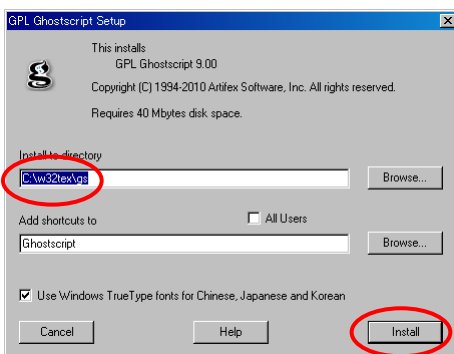 GPL Ghostscript Setup
This installs
GPL Ghostscript 9.00
Copyright (C) 1994-2010 Artifex Software, Inc. All rights reserved.
Requires 40 Mbytes disk space.
Install to directory
C:\w32tex\gs
Browse...
Add shortcuts to
All Users
Ghostscript
Browse...
Use Windows TrueType fonts for Chinese, Japanese and Korean
Cancel
Help
Install